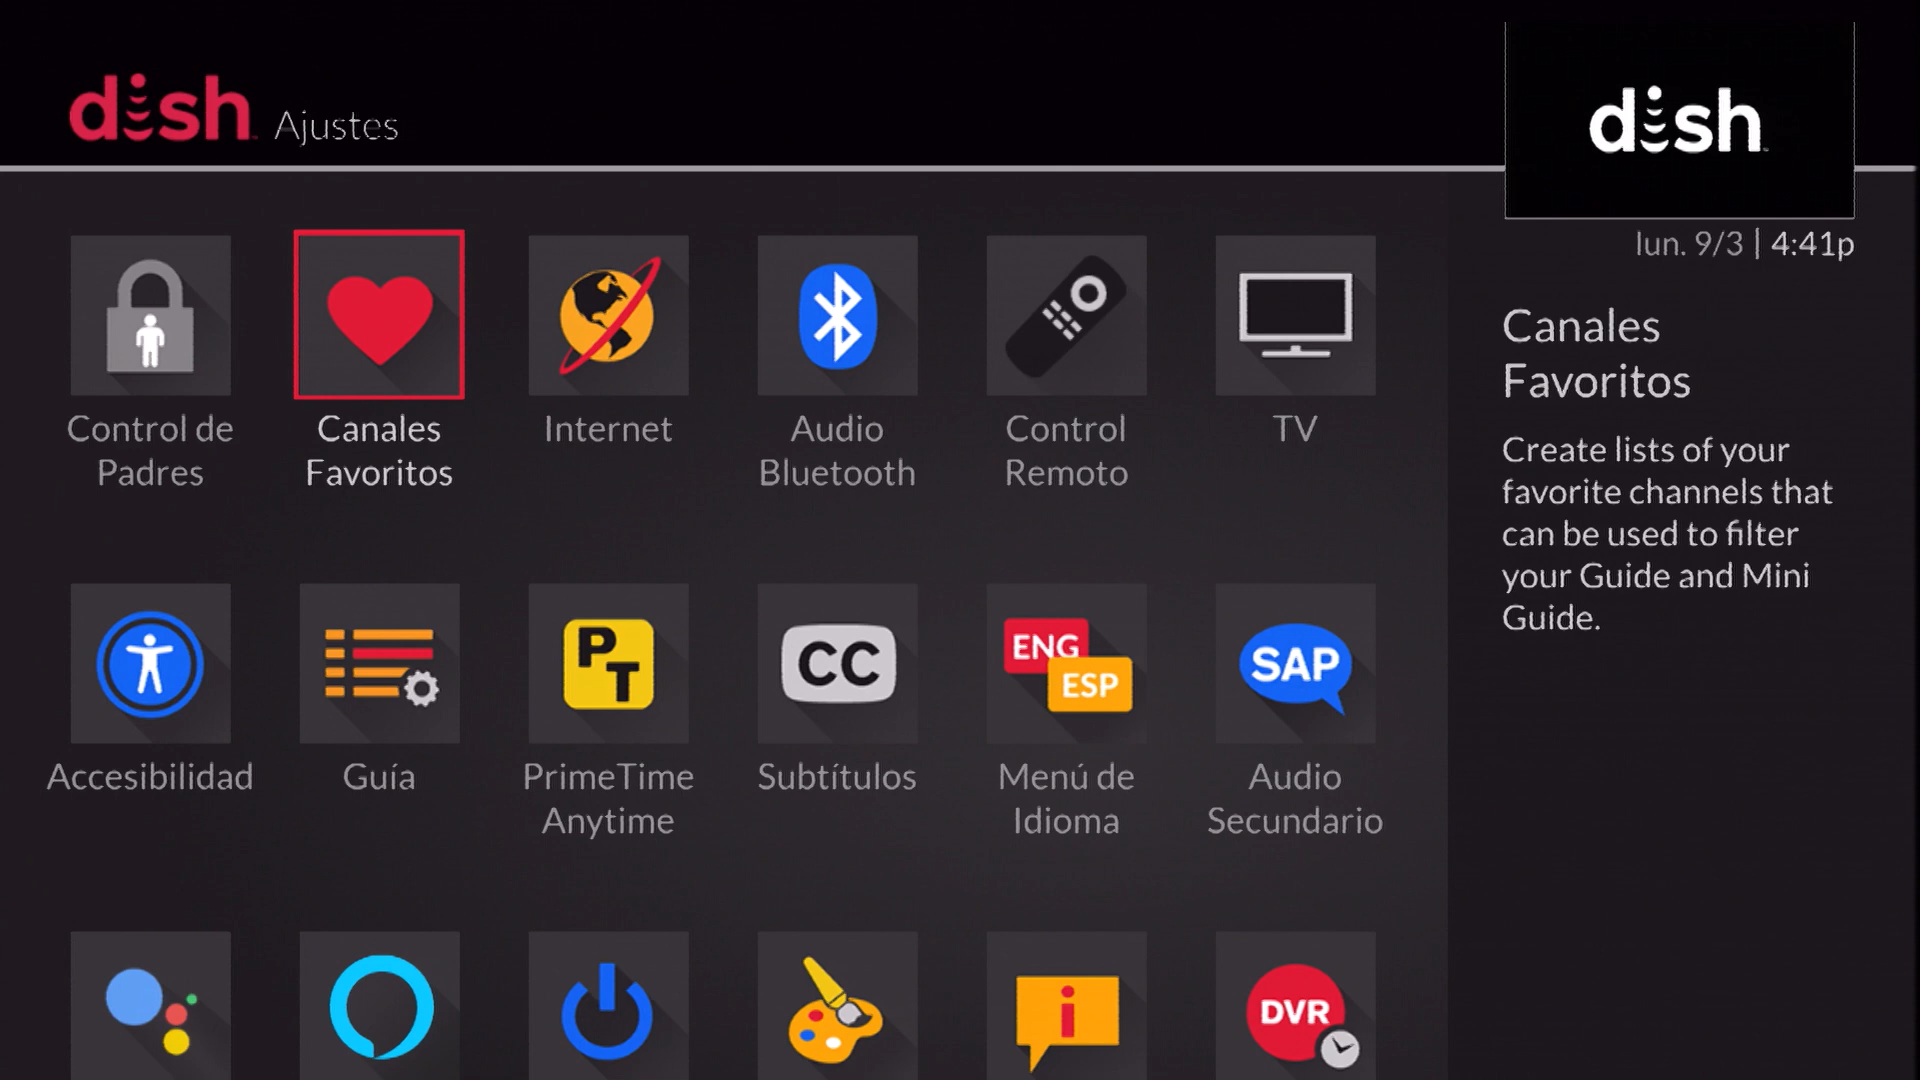 dish Ajustes
dish
lun. 9/3 | 4:41p
Control de
Padres
Canales
Favoritos
Internet
Audio
Bluetooth
Control
Remoto
TV
Canales
Favoritos
Create lists of your
favorite channels that
can be used to filter
your Guide and Mini
Guide.
PT
CC
ENG
ESP
SAP
Accesibilidad
Guía
PrimeTime
Anytime
Subtítulos
Menú de
Idioma
Audio
Secundario
i
DVR